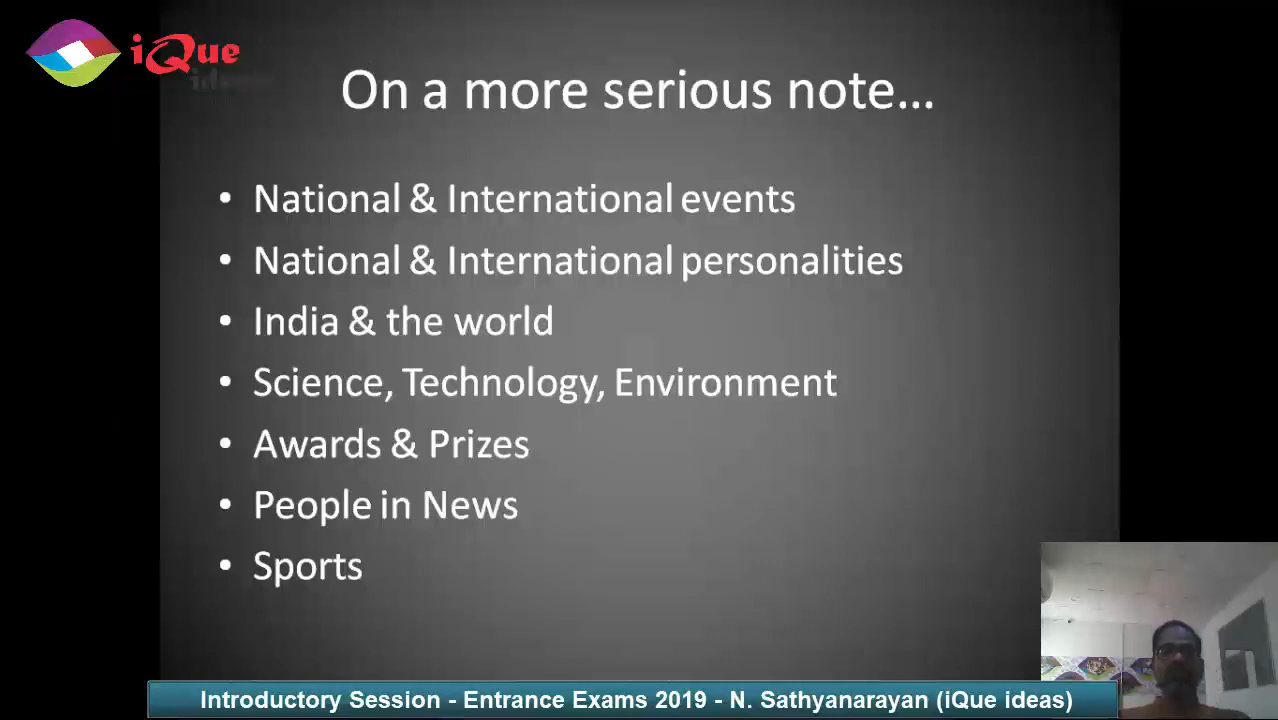 iQue
ideas
On a more serious note...
• National & International events
• National & International personalities
• India & the world
• Science, Technology, Environment
• Awards & Prizes
• People in News
• Sports
Introductory Session - Entrance Exams 2019 - N. Sathyanarayan (iQue ideas)